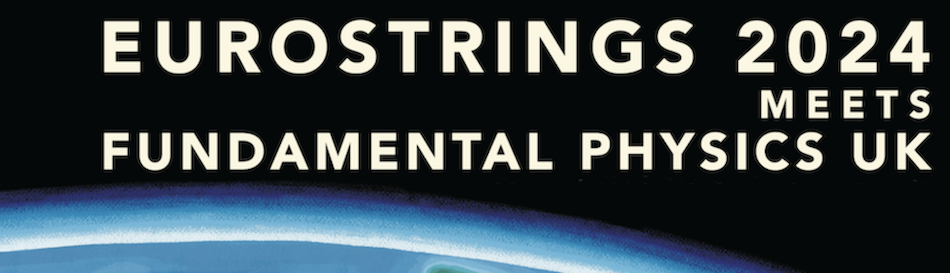 EUROSTRINGS 2024
MEETS
FUNDAMENTAL PHYSICS UK